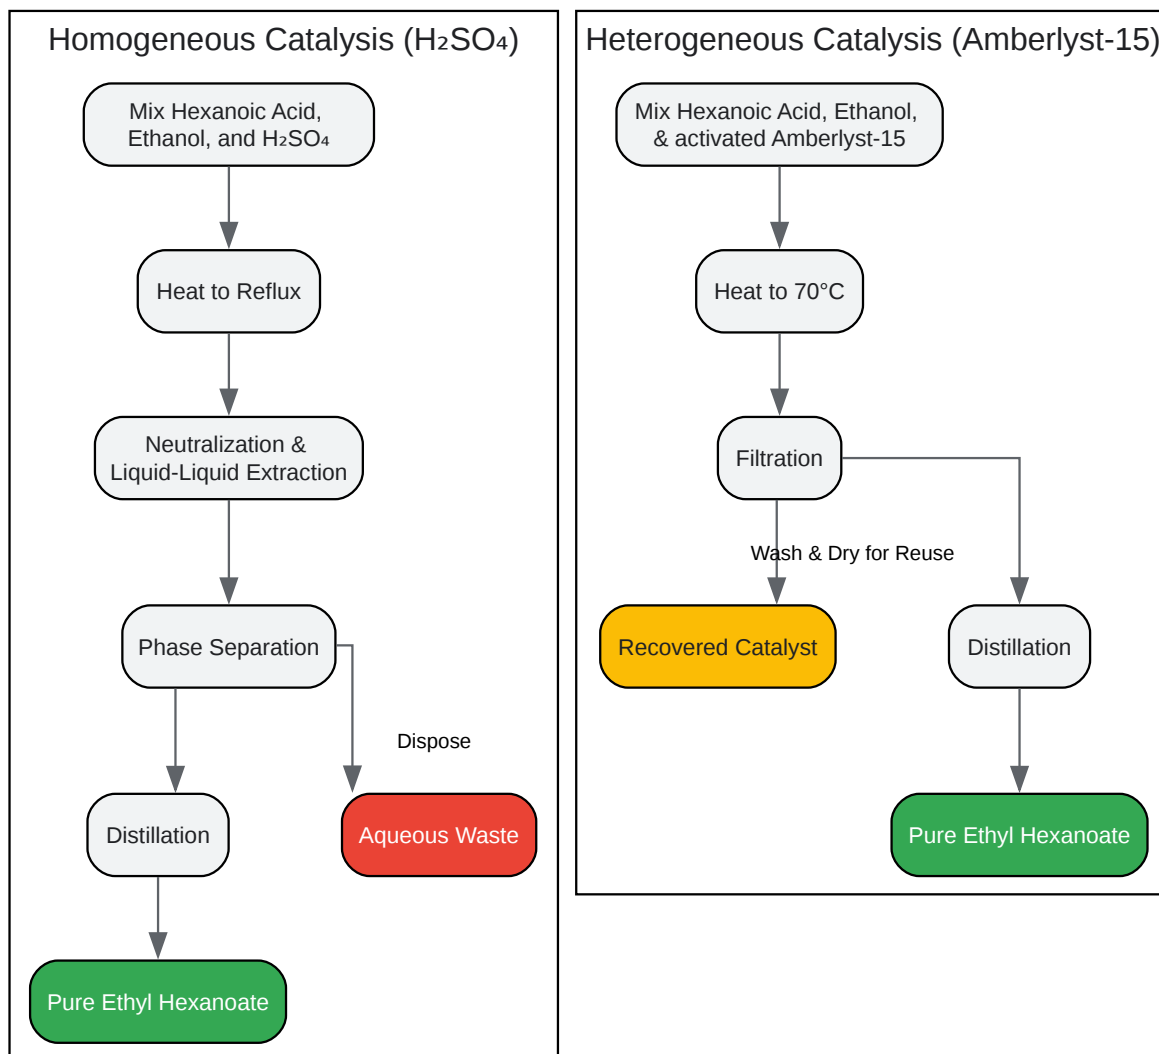 Homogeneous Catalysis (H₂SO₄)
Mix Hexanoic Acid,
Ethanol, and H₂SO₄
Heat to Reflux
Neutralization &
Liquid-Liquid Extraction
Phase Separation
Dispose
Distillation
Aqueous Waste
Pure Ethyl Hexanoate
Heterogeneous Catalysis (Amberlyst-15)
Mix Hexanoic Acid, Ethanol,
& activated Amberlyst-15
Heat to 70°C
Filtration
Wash & Dry for Reuse
Recovered Catalyst
Distillation
Pure Ethyl Hexanoate